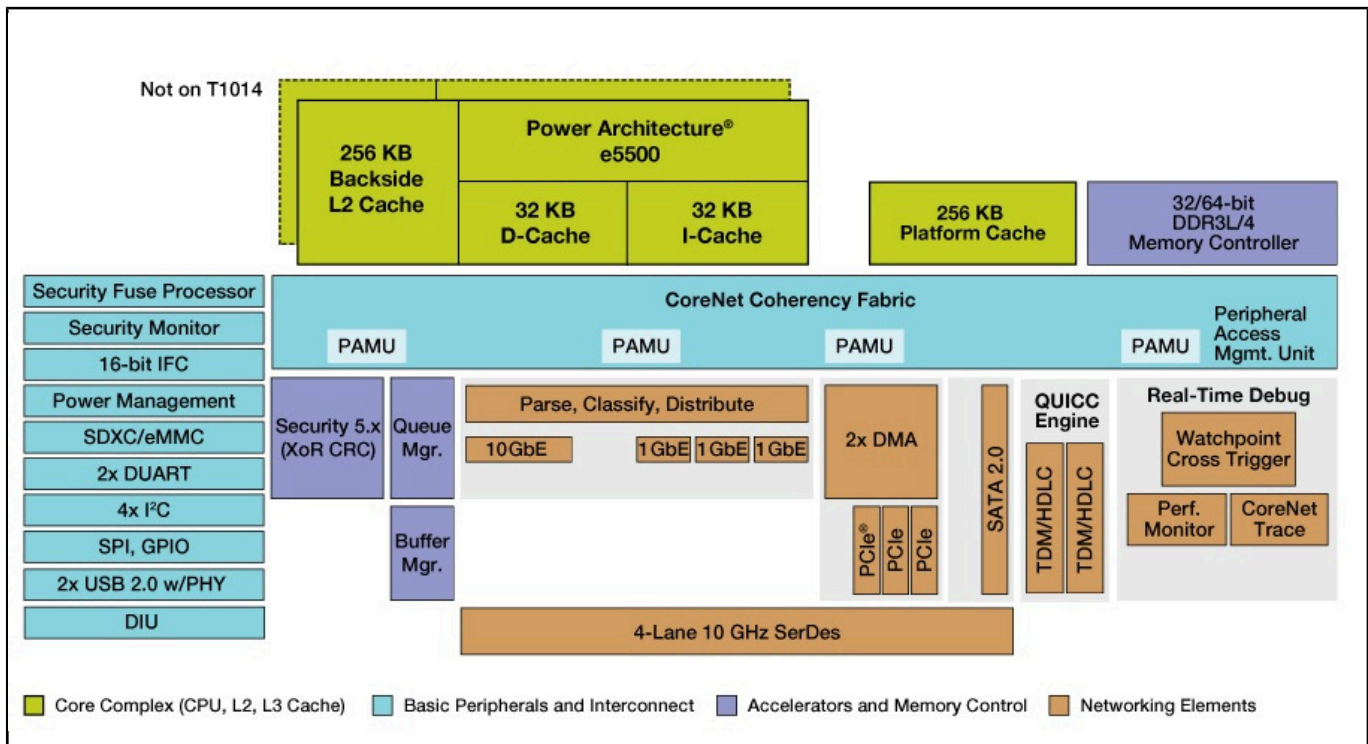 Not on T1014
256 KB
Backside
L2 Cache
Power Architecture®
e5500
32 KB
D-Cache
32 KB
I-Cache
256 KB
Platform Cache
32/64-bit
DDR3L/4
Memory Controller
Security Fuse Processor
Security Monitor
16-bit IFC
Power Management
SDXC/eMMC
2x DUART
4x I²C
SPI, GPIO
2x USB 2.0 w/PHY
DIU
CoreNet Coherency Fabric
PAMU
PAMU
PAMU
PAMU
Peripheral
Access
Mgmt. Unit
Security 5.x
(XoR CRC)
Queue
Mgr.
Buffer
Mgr.
Parse, Classify, Distribute
10GbE
1GbE
1GbE
1GbE
2x DMA
PCIe®
PCIe
PCIe
SATA 2.0
QUICC
Engine
TDM/HDLC
TDM/HDLC
Real-Time Debug
Watchpoint
Cross Trigger
Perf.
Monitor
CoreNet
Trace
4-Lane 10 GHz SerDes
Core Complex (CPU, L2, L3 Cache)
Basic Peripherals and Interconnect
Accelerators and Memory Control
Networking Elements